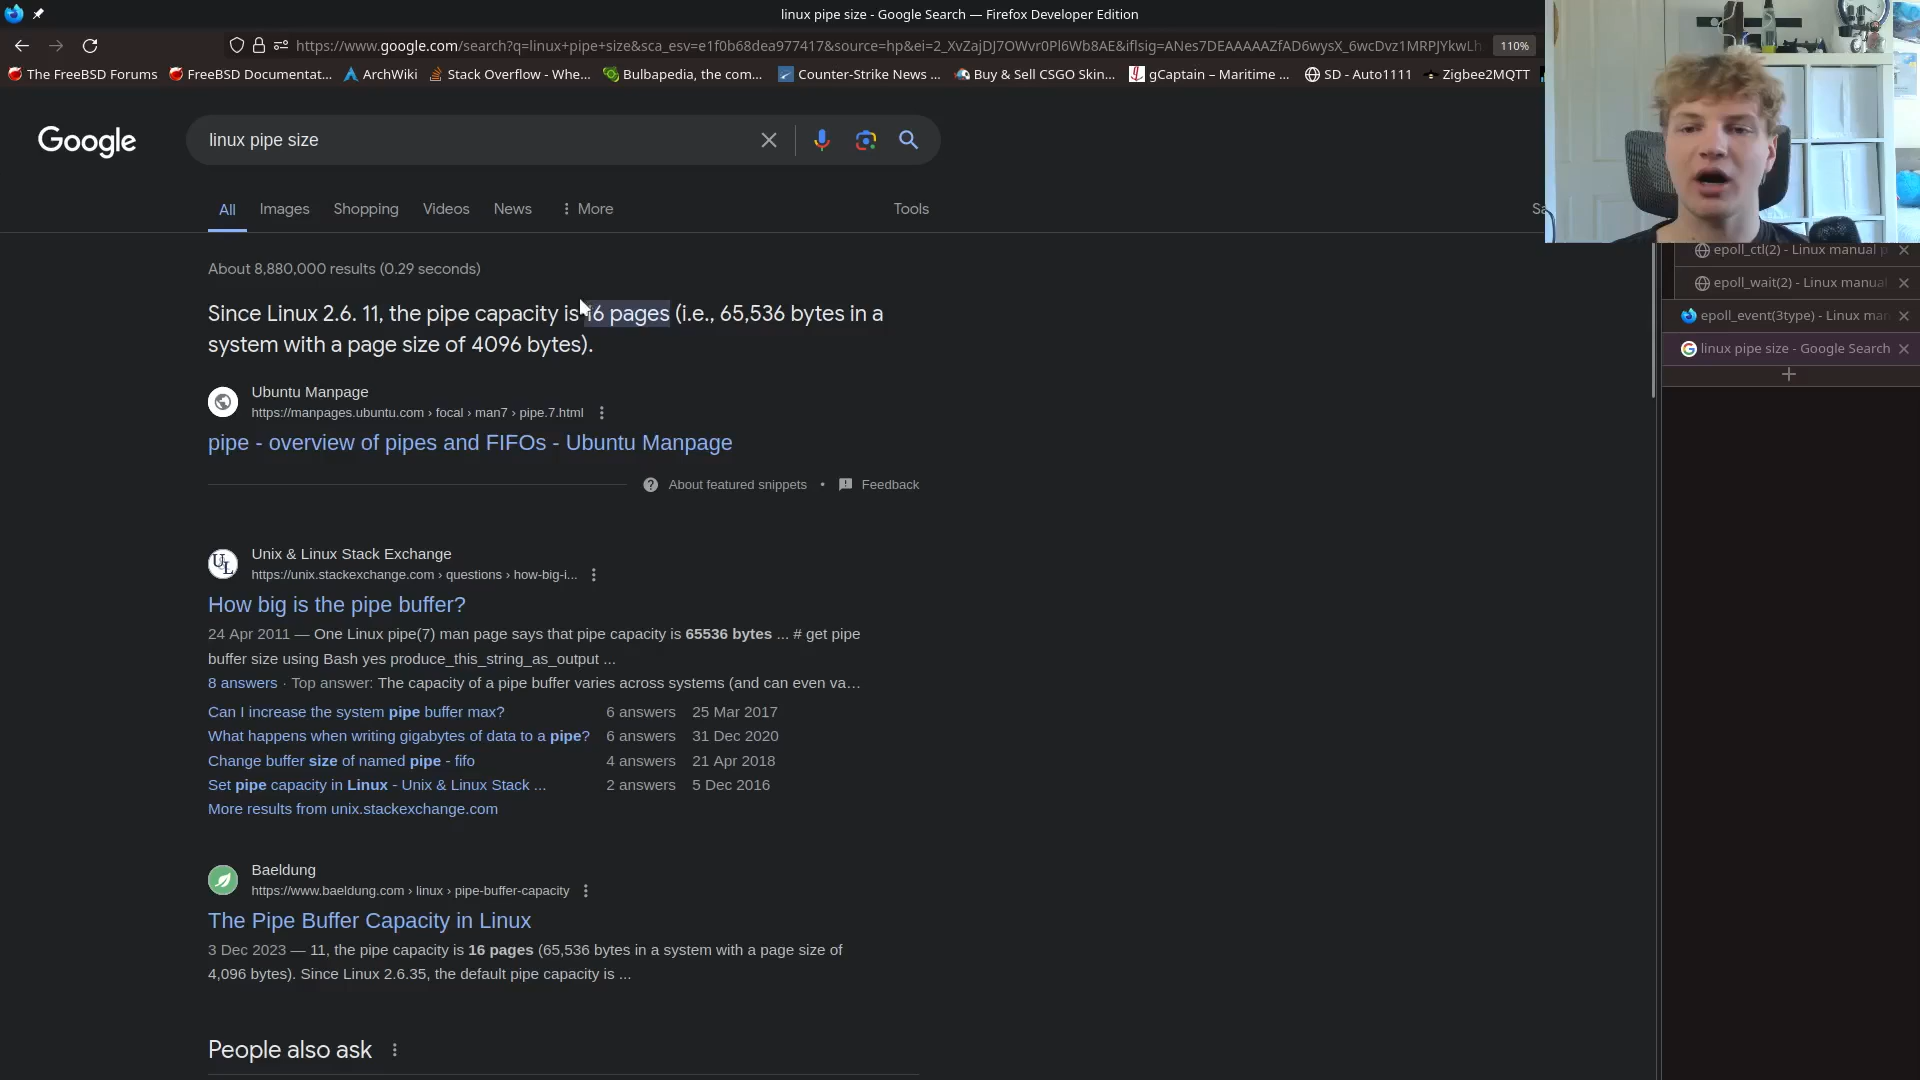 linux pipe size - Google Search — Firefox Developer Edition
https://www.google.com/search?q=linux+pipe+size&sca_esv=e1f0b68dea977417&source=hp&ei=2_XvZajDJ7OWvr0Pl6Wb8AE&iflsig=ANes7DEAAAAAZfAD6wysX_6wcDvz1MRPJYkwLh
110%
The FreeBSD Forums
FreeBSD Documentat...
ArchWiki
Stack Overflow - Whe...
Bulbapedia, the com...
Counter-Strike News ...
Buy & Sell CSGO Skin...
gCaptain – Maritime ...
SD - Auto1111
Zigbee2MQTT
Google
linux pipe size
All
Images
Shopping
Videos
News
More
Tools
About 8,880,000 results (0.29 seconds)
Since Linux 2.6. 11, the pipe capacity is 16 pages (i.e., 65,536 bytes in a
system with a page size of 4096 bytes).
Ubuntu Manpage
https://manpages.ubuntu.com › focal › man7 › pipe.7.html
pipe - overview of pipes and FIFOs - Ubuntu Manpage
About featured snippets • Feedback
Unix & Linux Stack Exchange
https://unix.stackexchange.com › questions › how-big-i...
How big is the pipe buffer?
24 Apr 2011 — One Linux pipe(7) man page says that pipe capacity is 65536 bytes ... # get pipe
buffer size using Bash yes produce_this_string_as_output ...
8 answers · Top answer: The capacity of a pipe buffer varies across systems (and can even va…
Can I increase the system pipe buffer max? 6 answers 25 Mar 2017
What happens when writing gigabytes of data to a pipe? 6 answers 31 Dec 2020
Change buffer size of named pipe - fifo 4 answers 21 Apr 2018
Set pipe capacity in Linux - Unix & Linux Stack ... 2 answers 5 Dec 2016
More results from unix.stackexchange.com
Baeldung
https://www.baeldung.com › linux › pipe-buffer-capacity
The Pipe Buffer Capacity in Linux
3 Dec 2023 — 11, the pipe capacity is 16 pages (65,536 bytes in a system with a page size of
4,096 bytes). Since Linux 2.6.35, the default pipe capacity is ...
People also ask
epoll_ctl(2) - Linux manual p
epoll_wait(2) - Linux manual
epoll_event(3type) - Linux man
linux pipe size - Google Search